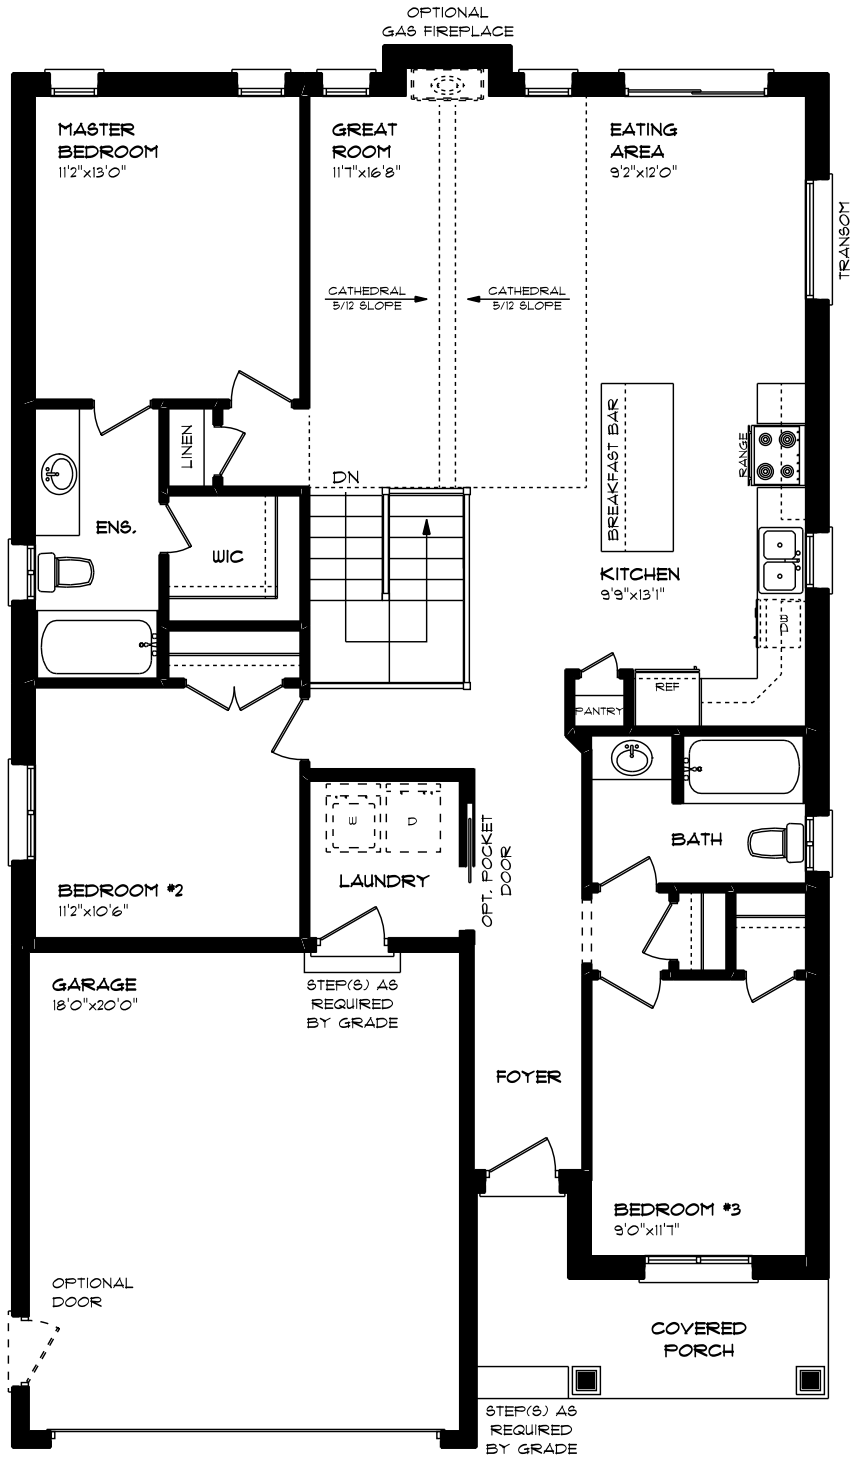 OPTIONAL
GAS FIREPLACE
MASTER
BEDROOM
11'2"x13'0"
GREAT
ROOM
11'7"x16'8"
EATING
AREA
9'2"x12'0"
TRANSOM
CATHEDRAL
5/12 SLOPE
CATHEDRAL
5/12 SLOPE
LINEN
BREAKFAST BAR
RANGE
DN
ENS.
WIC
KITCHEN
9'9"x13'1"
REF
PANTRY
W
D
BATH
LAUNDRY
OPT. POCKET
DOOR
BEDROOM #2
11'2"x10'6"
GARAGE
18'0"x20'0"
STEP(S) AS
REQUIRED
BY GRADE
FOYER
BEDROOM #3
9'0"x11'7"
OPTIONAL
DOOR
COVERED
PORCH
STEP(S) AS
REQUIRED
BY GRADE